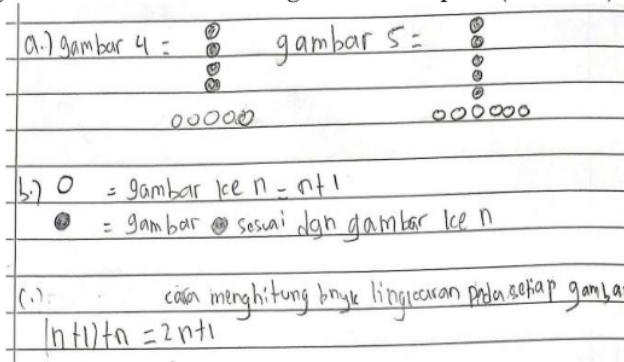 a.) gambar 4 = gambar 5 =
b.) O = gambar ke n = n+1
= gambar sesuai dgn gambar ke n
c.) cara menghitung bnyk lingkaran pada setiap gamba
(n+1)+n = 2n+1